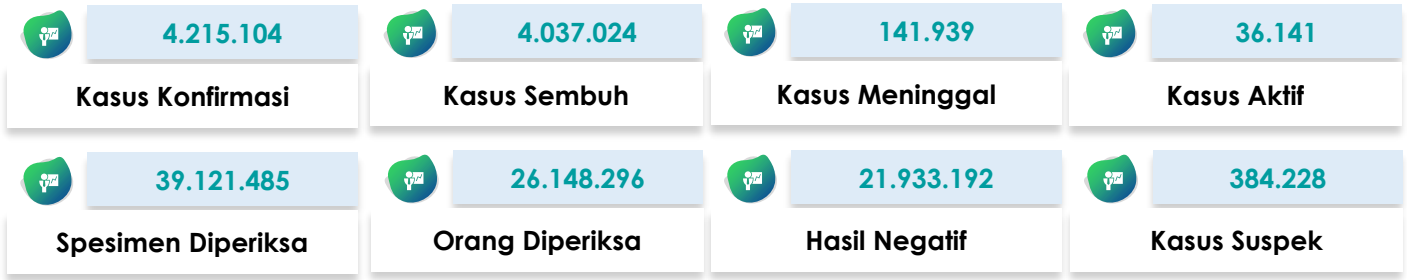 4.215.104
Kasus Konfirmasi
4.037.024
Kasus Sembuh
141.939
Kasus Meninggal
36.141
Kasus Aktif
39.121.485
Spesimen Diperiksa
26.148.296
Orang Diperiksa
21.933.192
Hasil Negatif
384.228
Kasus Suspek